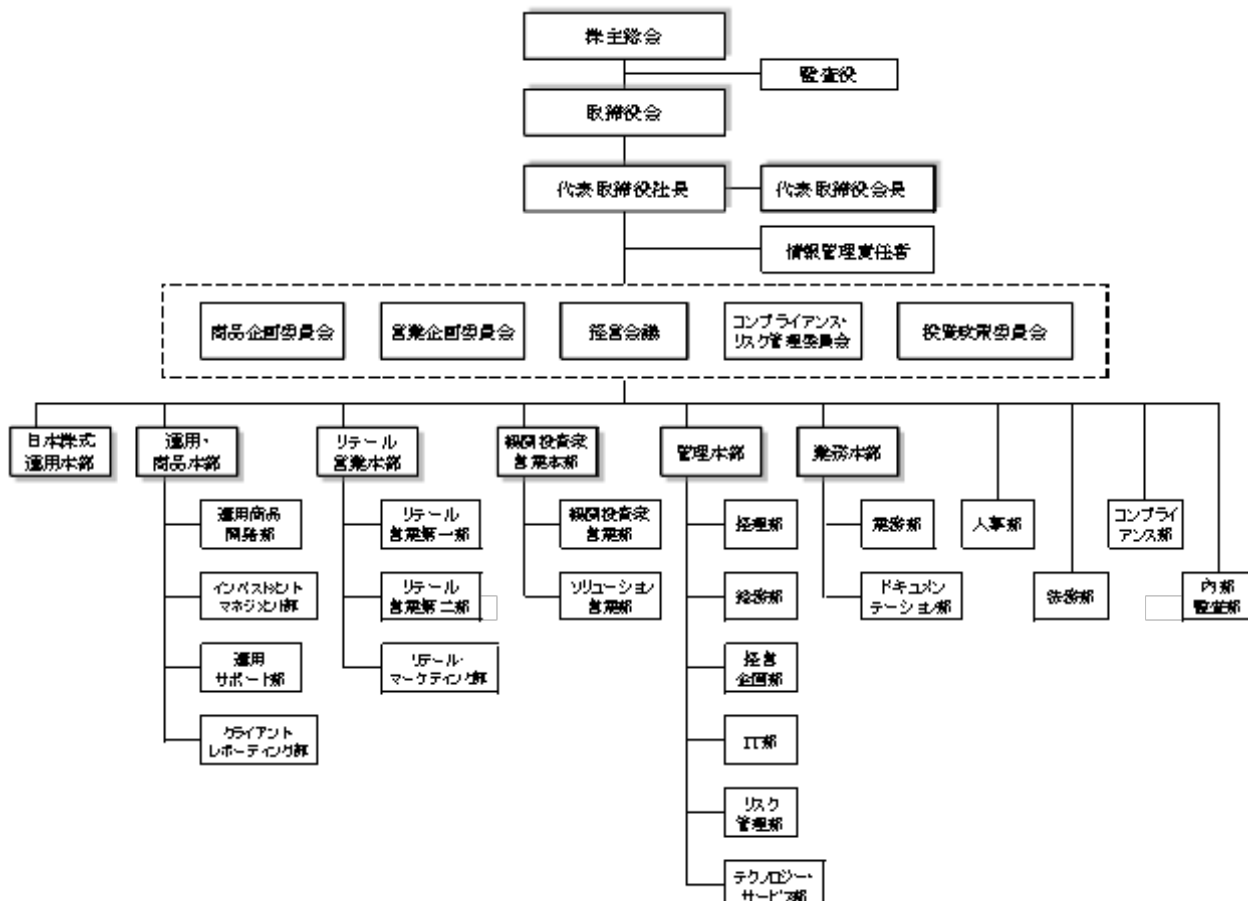 株主総会
監査役
取締役会
代表取締役社長
代表取締役会長
情報管理責任者
商品企画委員会
営業企画委員会
経営会議
コンプライアンス・
リスク管理委員会
投資政策委員会
日本株式
運用本部
運用・
商品本部
リテール
営業本部
機関投資家
営業本部
管理本部
業務本部
運用商品
開発部
リテール
営業第一部
機関投資家
営業部
経理部
業務部
人事部
コンプライ
アンス部
インベストメント
マネジメント部
リテール
営業第二部
ソリューション
営業部
総務部
ドキュメン
テーション部
法務部
内部
監査部
運用
サポート部
リテール・
マーケティング部
経営
企画部
クライアント
レポーティング部
IT部
リスク
管理部
テクノロジー・
サービス部